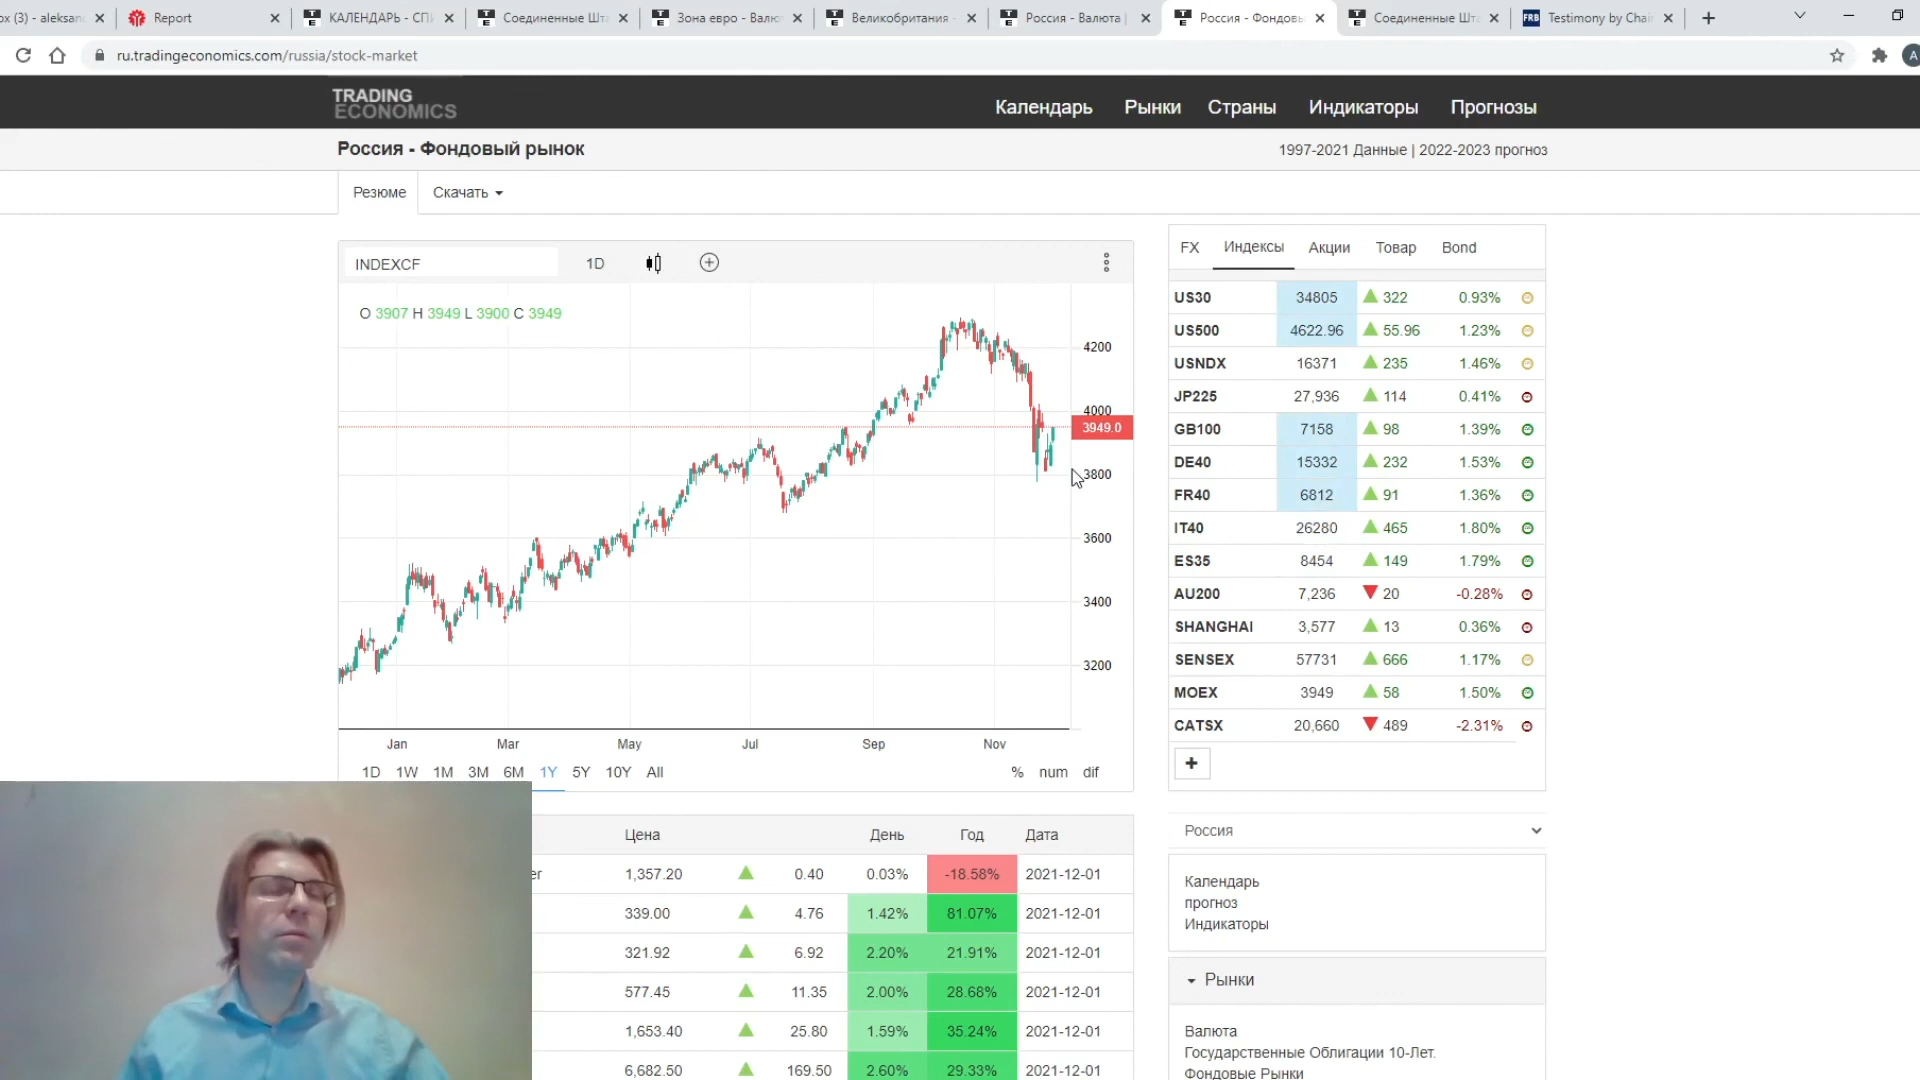 ox (3) - aleksand
Report
КАЛЕНДАРЬ - СПИ
Соединенные Шта
Зона евро - Валю
Великобритания -
Россия - Валюта |
Россия - Фондовы
Соединенные Шта
FRB Testimony by Chair
ru.tradingeconomics.com/russia/stock-market
A
TRADING
ECONOMICS
Календарь Рынки Страны Индикаторы Прогнозы
Россия - Фондовый рынок
1997-2021 Данные | 2022-2023 прогноз
Резюме Скачать
INDEXCF 1D
O 3907 H 3949 L 3900 C 3949
4200
4000
3949.0
3800
3600
3400
3200
Jan Mar May Jul Sep Nov
1D 1W 1M 3M 6M 1Y 5Y 10Y All % num dif
FX Индексы Акции Товар Bond
US30 34805 322 0.93%
US500 4622.96 55.96 1.23%
USNDX 16371 235 1.46%
JP225 27,936 114 0.41%
GB100 7158 98 1.39%
DE40 15332 232 1.53%
FR40 6812 91 1.36%
IT40 26280 465 1.80%
ES35 8454 149 1.79%
AU200 7,236 20 -0.28%
SHANGHAI 3,577 13 0.36%
SENSEX 57731 666 1.17%
MOEX 3949 58 1.50%
CATSX 20,660 489 -2.31%
+
Цена День Год Дата
er 1,357.20 0.40 0.03% -18.58% 2021-12-01
339.00 4.76 1.42% 81.07% 2021-12-01
321.92 6.92 2.20% 21.91% 2021-12-01
577.45 11.35 2.00% 28.68% 2021-12-01
1,653.40 25.80 1.59% 35.24% 2021-12-01
6,682.50 169.50 2.60% 29.33% 2021-12-01
Россия
Календарь
прогноз
Индикаторы
Рынки
Валюта
Государственные Облигации 10-Лет.
Фондовые Рынки